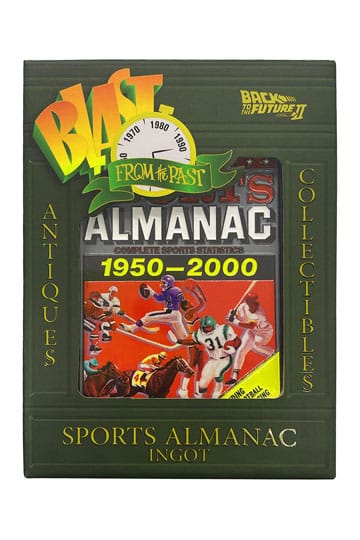 BLAST
FROM the PAST
1970
1980
1990
BACK
TO THE
FUTURE II
ALMANAC
COMPLETE SPORTS STATISTICS
1950-2000
31
ANTIQUES
COLLECTIBLES
SPORTS ALMANAC
INGOT